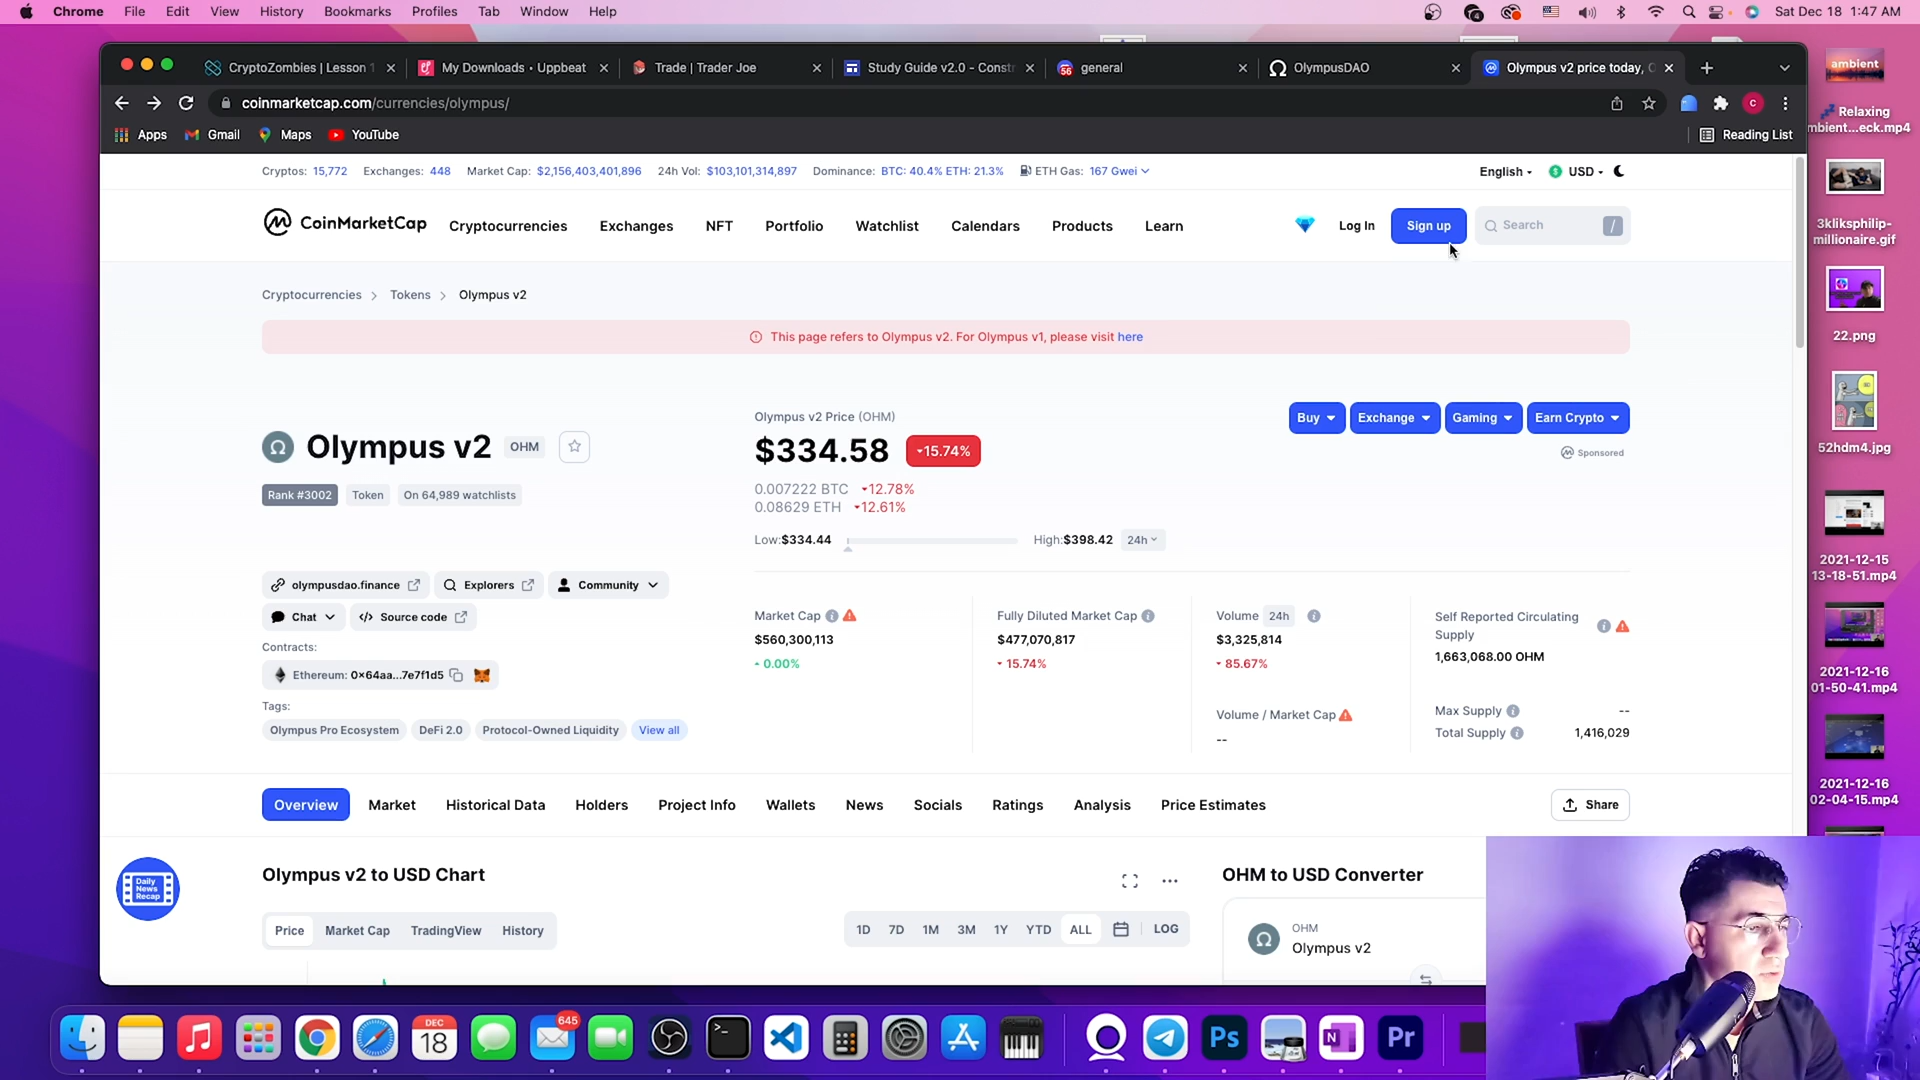 Chrome File Edit View History Bookmarks Profiles Tab Window Help
4 Sat Dec 18 1:47 AM
CryptoZombies | Lesson 1
My Downloads • Uppbeat
Trade | Trader Joe
Study Guide v2.0 - Constr
56 general
OlympusDAO
Olympus v2 price today, C
coinmarketcap.com/currencies/olympus/
C
Apps Gmail Maps YouTube Reading List
Cryptos: 15,772 Exchanges: 448 Market Cap: $2,156,403,401,896 24h Vol: $103,101,314,897 Dominance: BTC: 40.4% ETH: 21.3% ETH Gas: 167 Gwei English USD
CoinMarketCap Cryptocurrencies Exchanges NFT Portfolio Watchlist Calendars Products Learn Log In Sign up Search /
Cryptocurrencies > Tokens > Olympus v2
This page refers to Olympus v2. For Olympus v1, please visit here
Olympus v2 OHM
Rank #3002 Token On 64,989 watchlists
Olympus v2 Price (OHM)
$334.58 15.74%
0.007222 BTC 12.78%
0.08629 ETH 12.61%
Low:$334.44 High:$398.42 24h
Buy Exchange Gaming Earn Crypto
Sponsored
olympusdao.finance Explorers Community
Chat Source code
Contracts:
Ethereum: 0x64aa...7e7f1d5
Tags:
Olympus Pro Ecosystem DeFi 2.0 Protocol-Owned Liquidity View all
Market Cap
$560,300,113
0.00%
Fully Diluted Market Cap
$477,070,817
15.74%
Volume 24h
$3,325,814
85.67%
Volume / Market Cap
--
Self Reported Circulating
Supply
1,663,068.00 OHM
Max Supply --
Total Supply 1,416,029
Overview Market Historical Data Holders Project Info Wallets News Socials Ratings Analysis Price Estimates Share
Daily
News
Recap
Olympus v2 to USD Chart
Price Market Cap TradingView History
1D 7D 1M 3M 1Y YTD ALL LOG
OHM to USD Converter
OHM
Olympus v2
ambient
Relaxing
mbient...eck.mp4
3kliksphilip-
millionaire.gif
22.png
52hdm4.jpg
2021-12-15
13-18-51.mp4
2021-12-16
01-50-41.mp4
2021-12-16
02-04-15.mp4
DEC
18
645
Ps
N
Pr